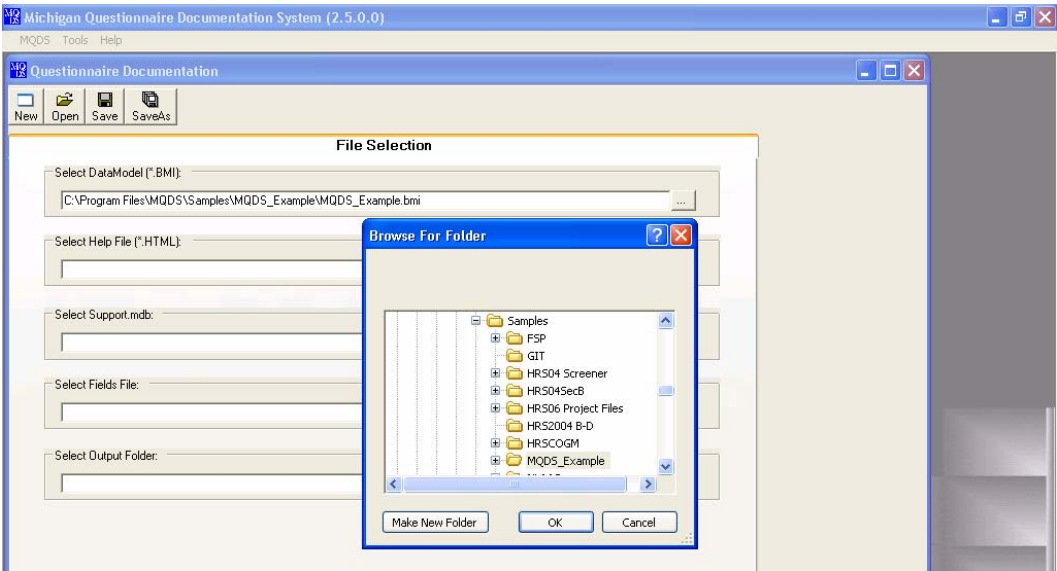 MQDS Michigan Questionnaire Documentation System (2.5.0.0)
MQDS Tools Help
MQDS Questionnaire Documentation
New Open Save SaveAs
File Selection
Select DataModel (*.BMI):
C:\Program Files\MQDS\Samples\MQDS_Example\MQDS_Example.bmi ...
Select Help File (*.HTML):
Select Support.mdb:
Select Fields File:
Select Output Folder:
Browse For Folder
Samples
FSP
GIT
HRS04 Screener
HRS04SecB
HRS06 Project Files
HRS2004 B-D
HRSCOGM
MQDS_Example
Make New Folder OK Cancel